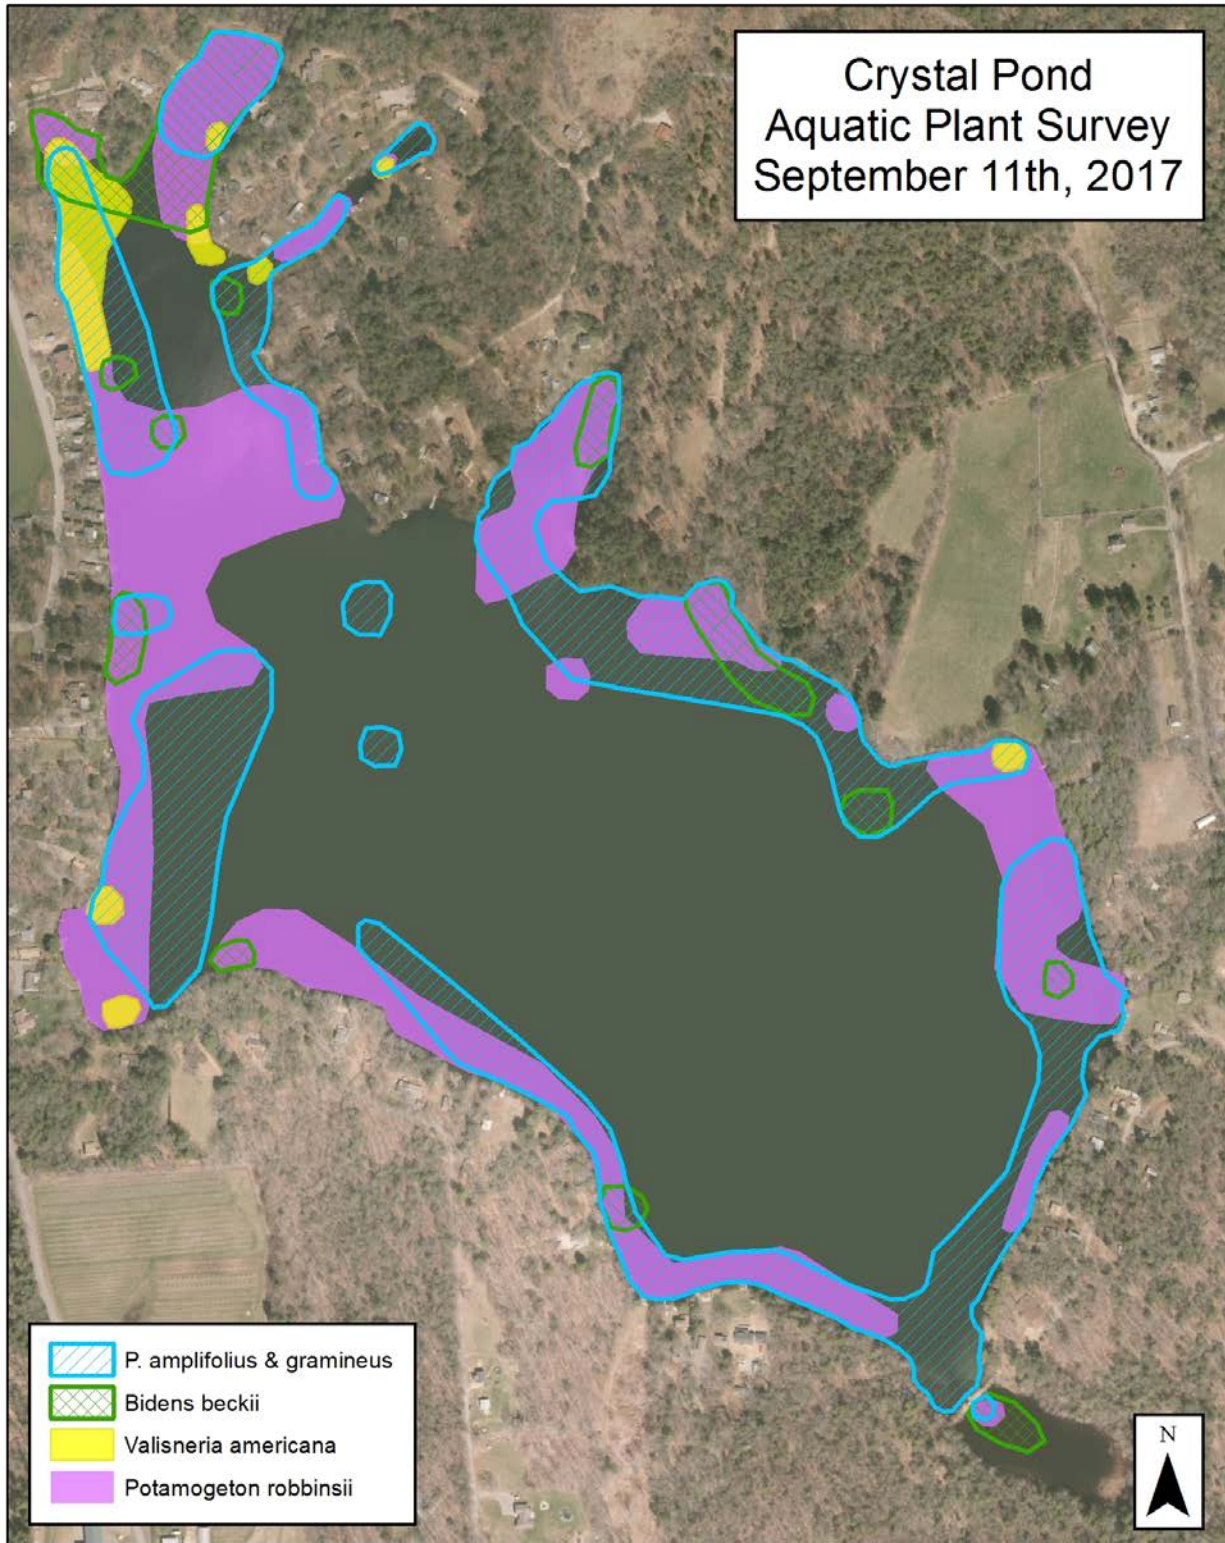 Crystal Pond
Aquatic Plant Survey
September 11th, 2017
P. amplifolius & gramineus
Bidens beckii
Valisneria americana
Potamogeton robbinsii
N